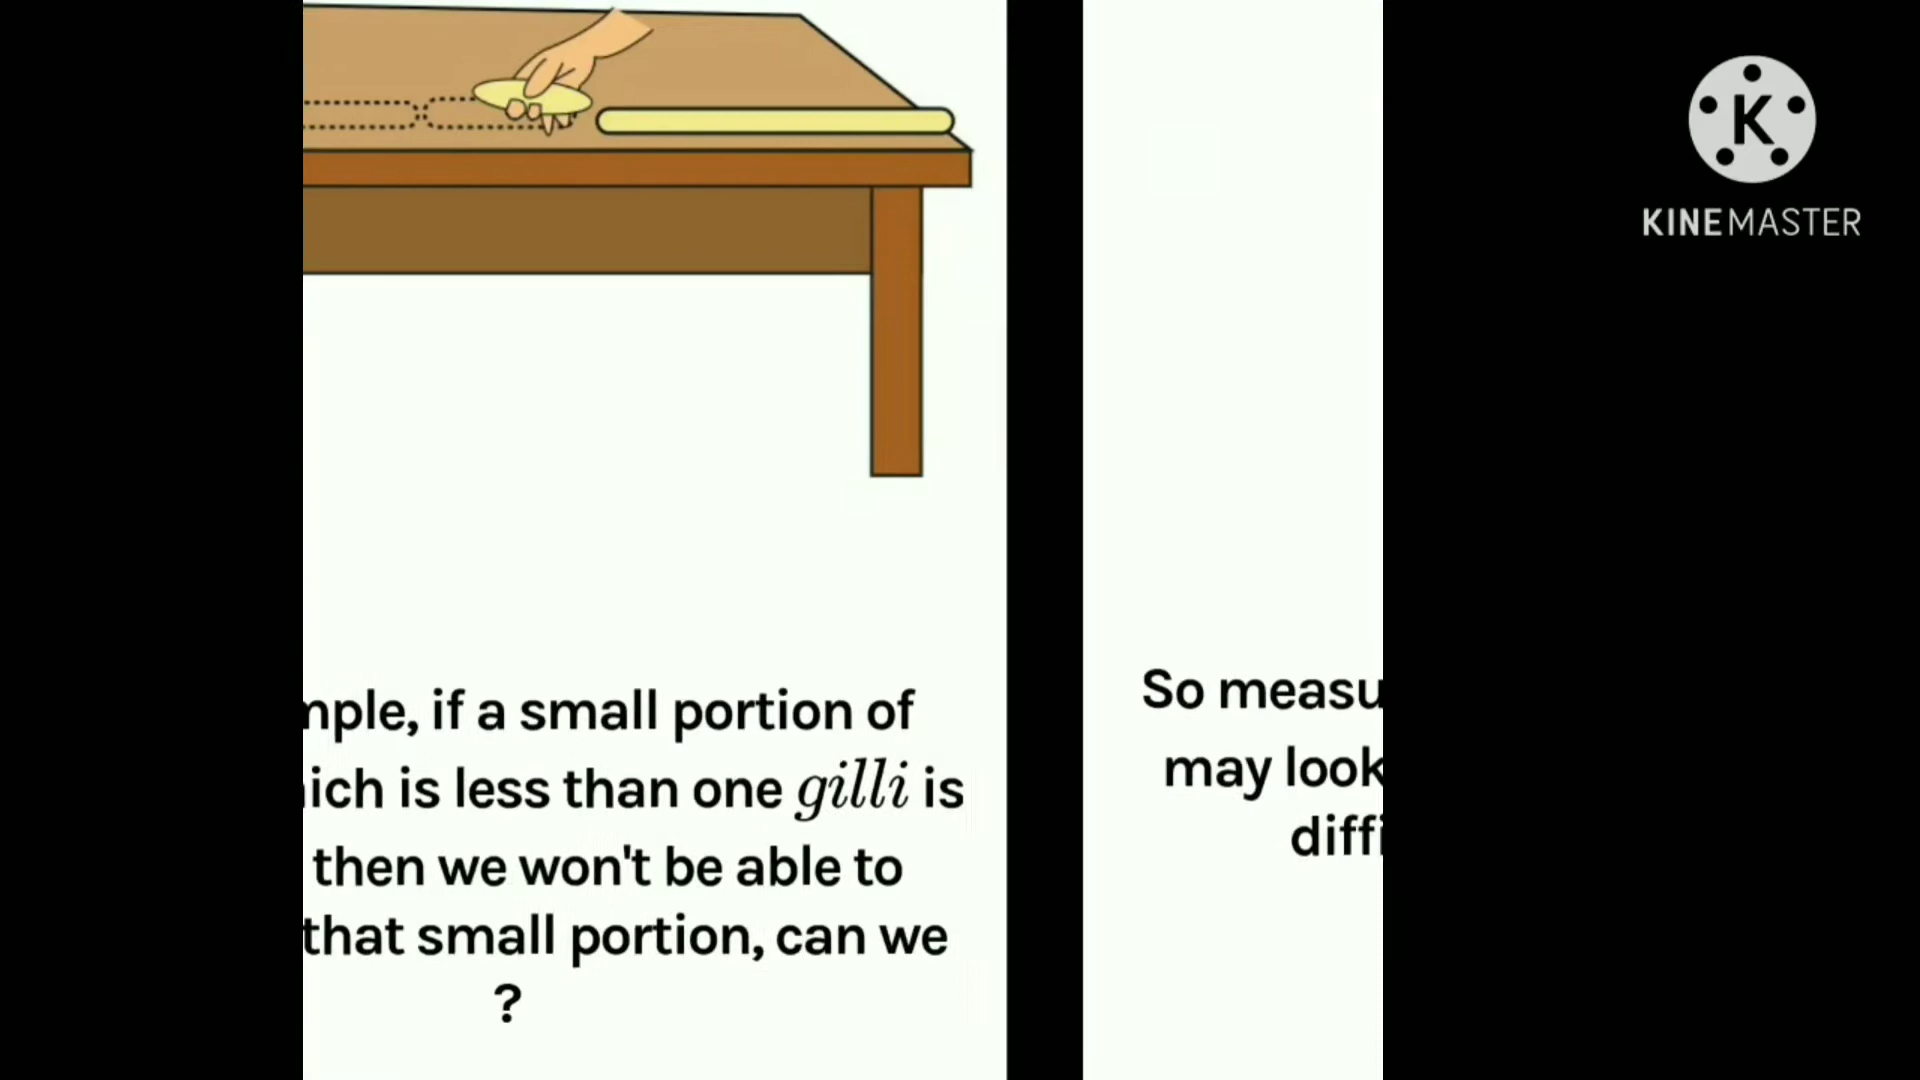 mple, if a small portion of
ich is less than one gilli is
then we won't be able to
that small portion, can we
?
So measu
may look
diffi
K
KINEMASTER